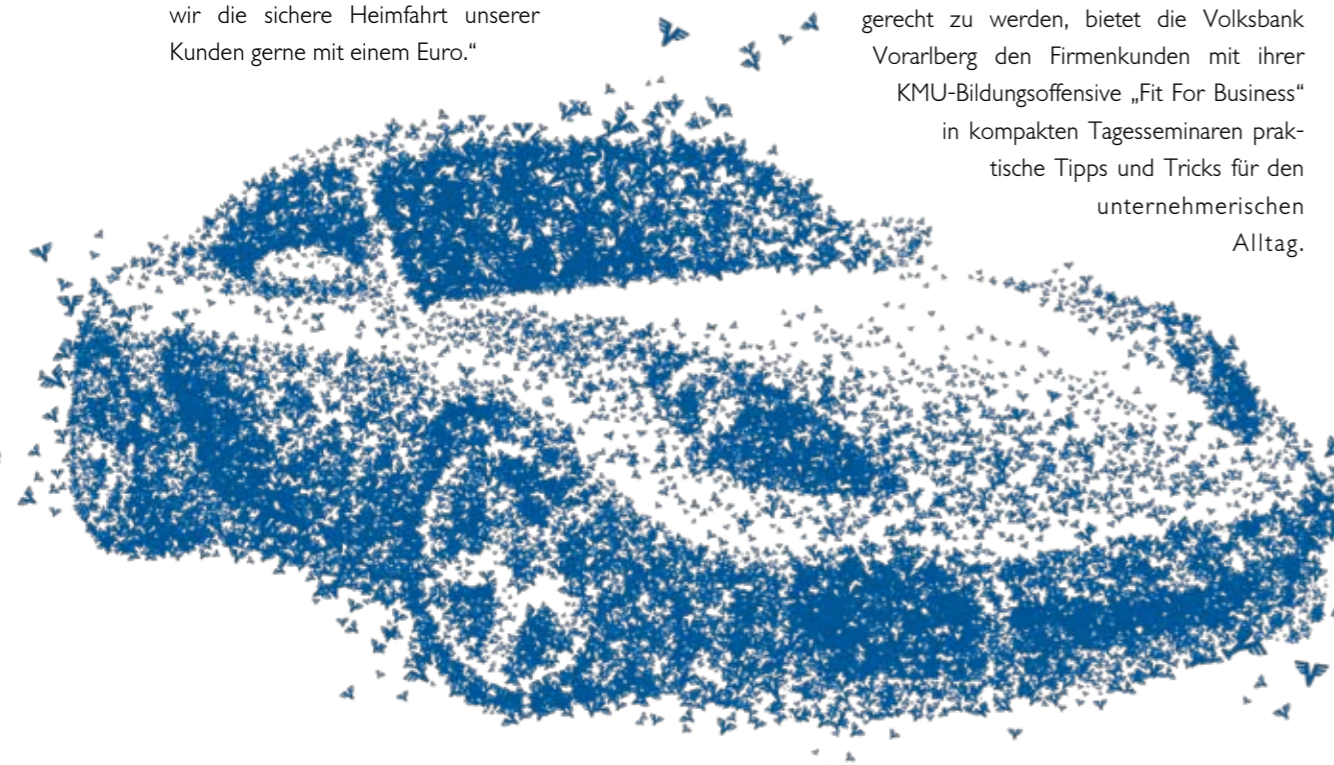 wir die sichere Heimfahrt unserer
Kunden gerne mit einem Euro.“
gerecht zu werden, bietet die Volksbank
Vorarlberg den Firmenkunden mit ihrer
KMU-Bildungsoffensive „Fit For Business“
in kompakten Tagesseminaren prak-
tische Tipps und Tricks für den
unternehmerischen
Alltag.